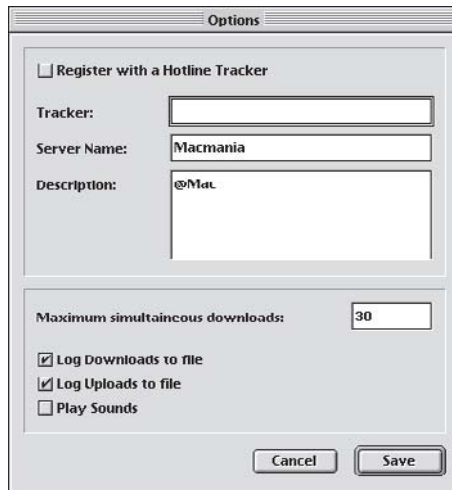 Options
Register with a Hotline Tracker
Tracker:
Server Name: Macmania
Description: @Mac
Maximum simultaineous downloads: 30
Log Downloads to file
Log Uploads to file
Play Sounds
Cancel Save